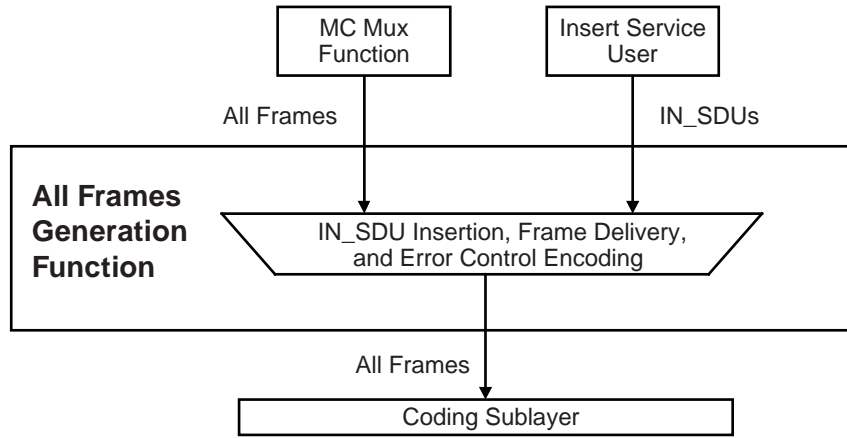 MC Mux
Function
Insert Service
User
All Frames
IN_SDUs
All Frames
Generation
Function
IN_SDU Insertion, Frame Delivery,
and Error Control Encoding
All Frames
Coding Sublayer